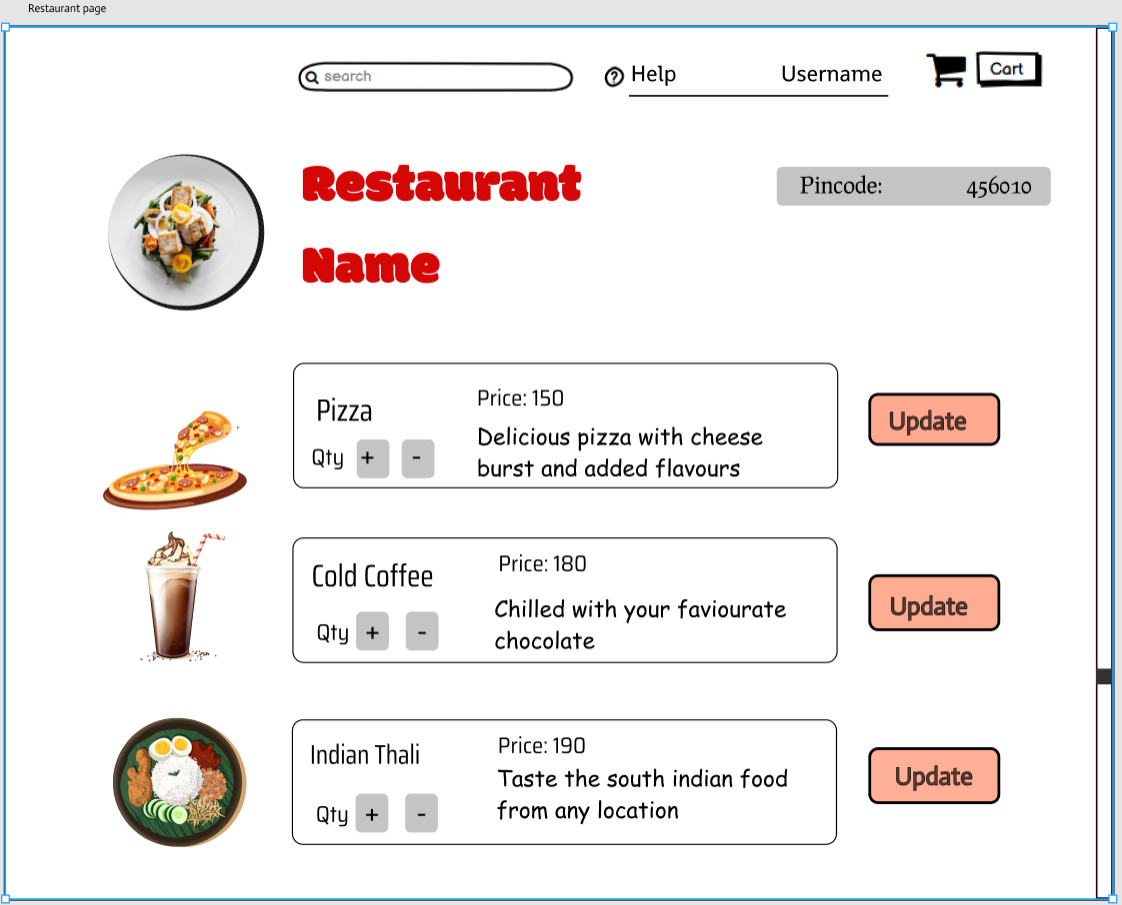 Restaurant page
search
Help
Username
Cart
Restaurant
Name
Pincode: 456010
Pizza
Qty + -
Price: 150
Delicious pizza with cheese
burst and added flavours
Update
Cold Coffee
Qty + -
Price: 180
Chilled with your faviourate
chocolate
Update
Indian Thali
Qty + -
Price: 190
Taste the south indian food
from any location
Update